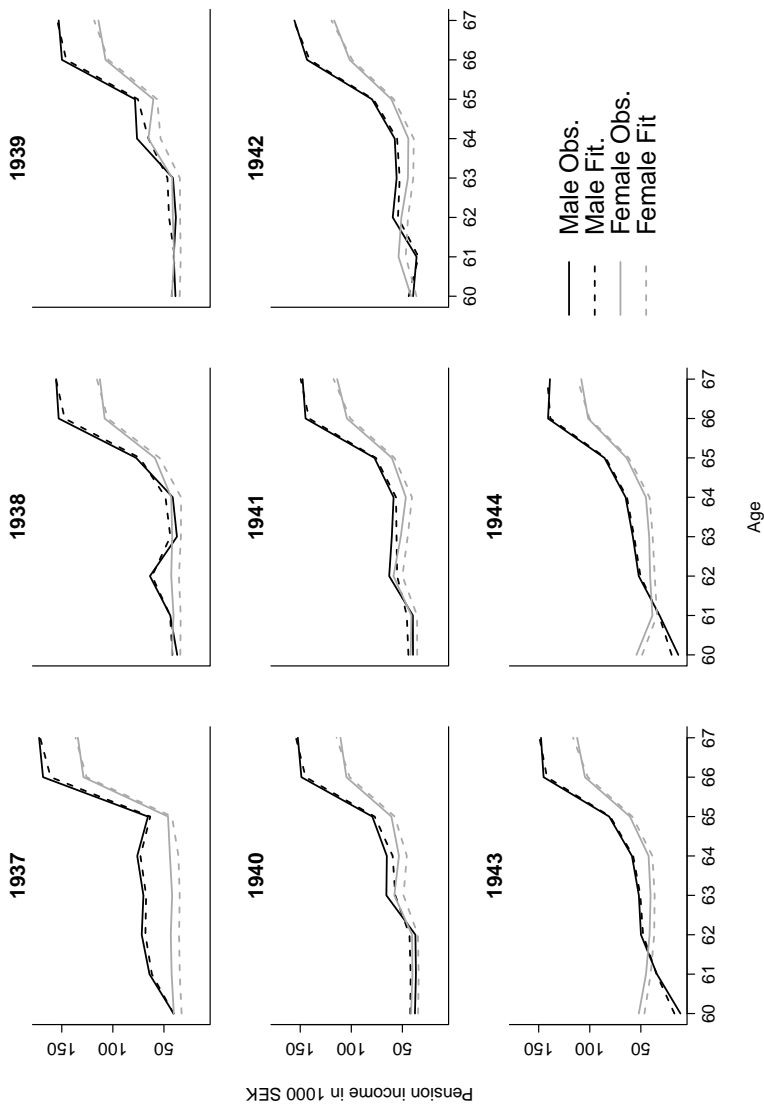 1937
1938
1939
150
100
50
1940
1941
1942
150
100
50
60 61 62 63 64 65 66 67
1943
1944
150
100
50
60 61 62 63 64 65 66 67
60 61 62 63 64 65 66 67
Male Obs.
Male Fit.
Female Obs.
Female Fit
Age
Pension income in 1000 SEK